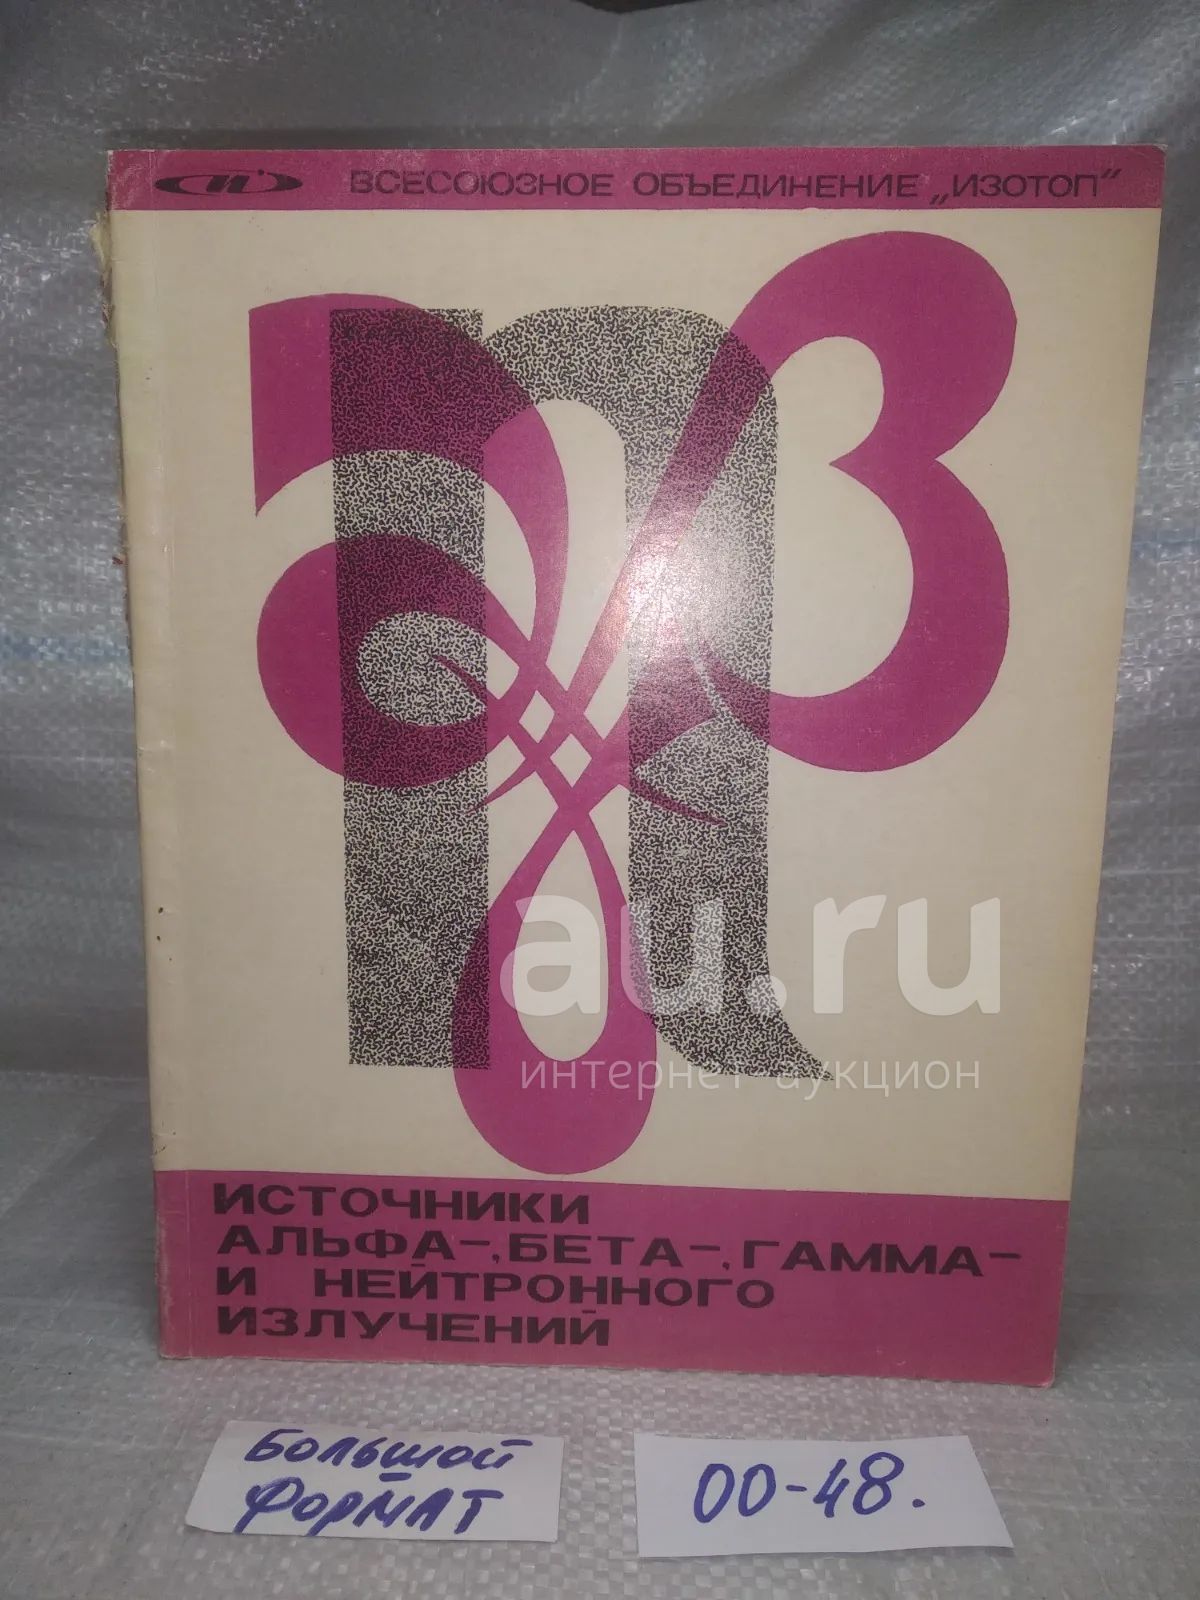 "И" ВСЕСОЮЗНОЕ ОБЪЕДИНЕНИЕ „ИЗОТОП“
n
au.ru
интернет-аукцион
ИСТОЧНИКИ
АЛЬФА-, БЕТА-, ГАММА-
И НЕЙТРОННОГО
ИЗЛУЧЕНИЙ
БОЛЬШОЙ
ФОРМАТ
00-48.